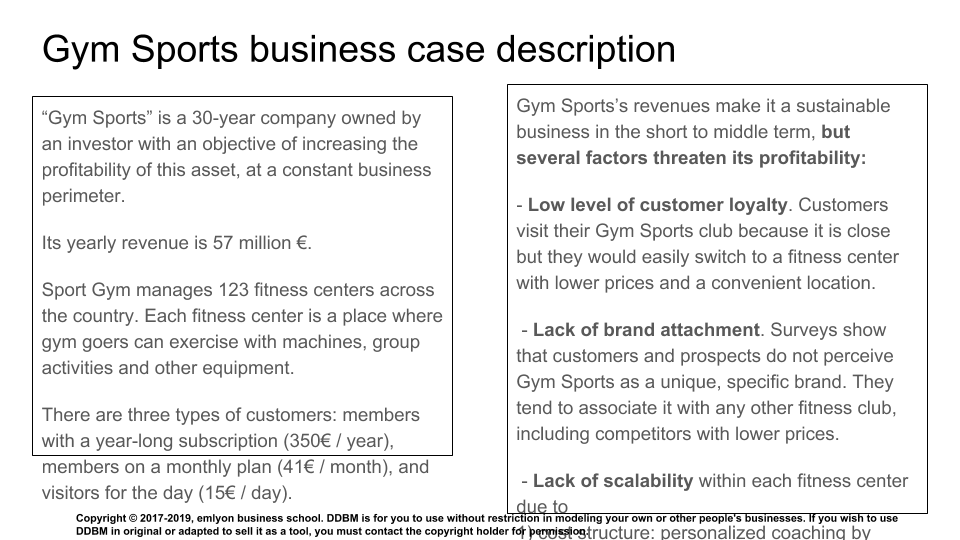 Gym Sports business case description
“Gym Sports” is a 30-year company owned by
an investor with an objective of increasing the
profitability of this asset, at a constant business
perimeter.
Its yearly revenue is 57 million €.
Sport Gym manages 123 fitness centers across
the country. Each fitness center is a place where
gym goers can exercise with machines, group
activities and other equipment.
There are three types of customers: members
with a year-long subscription (350€ / year),
members on a monthly plan (41€ / month), and
visitors for the day (15€ / day).
Gym Sports’s revenues make it a sustainable
business in the short to middle term, but
several factors threaten its profitability:
- Low level of customer loyalty. Customers
visit their Gym Sports club because it is close
but they would easily switch to a fitness center
with lower prices and a convenient location.
- Lack of brand attachment. Surveys show
that customers and prospects do not perceive
Gym Sports as a unique, specific brand. They
tend to associate it with any other fitness club,
including competitors with lower prices.
- Lack of scalability within each fitness center
due to
1) cost structure: personalized coaching by
Copyright © 2017-2019, emlyon business school. DDBM is for you to use without restriction in modeling your own or other people's businesses. If you wish to use
DDBM in original or adapted to sell it as a tool, you must contact the copyright holder for permission.